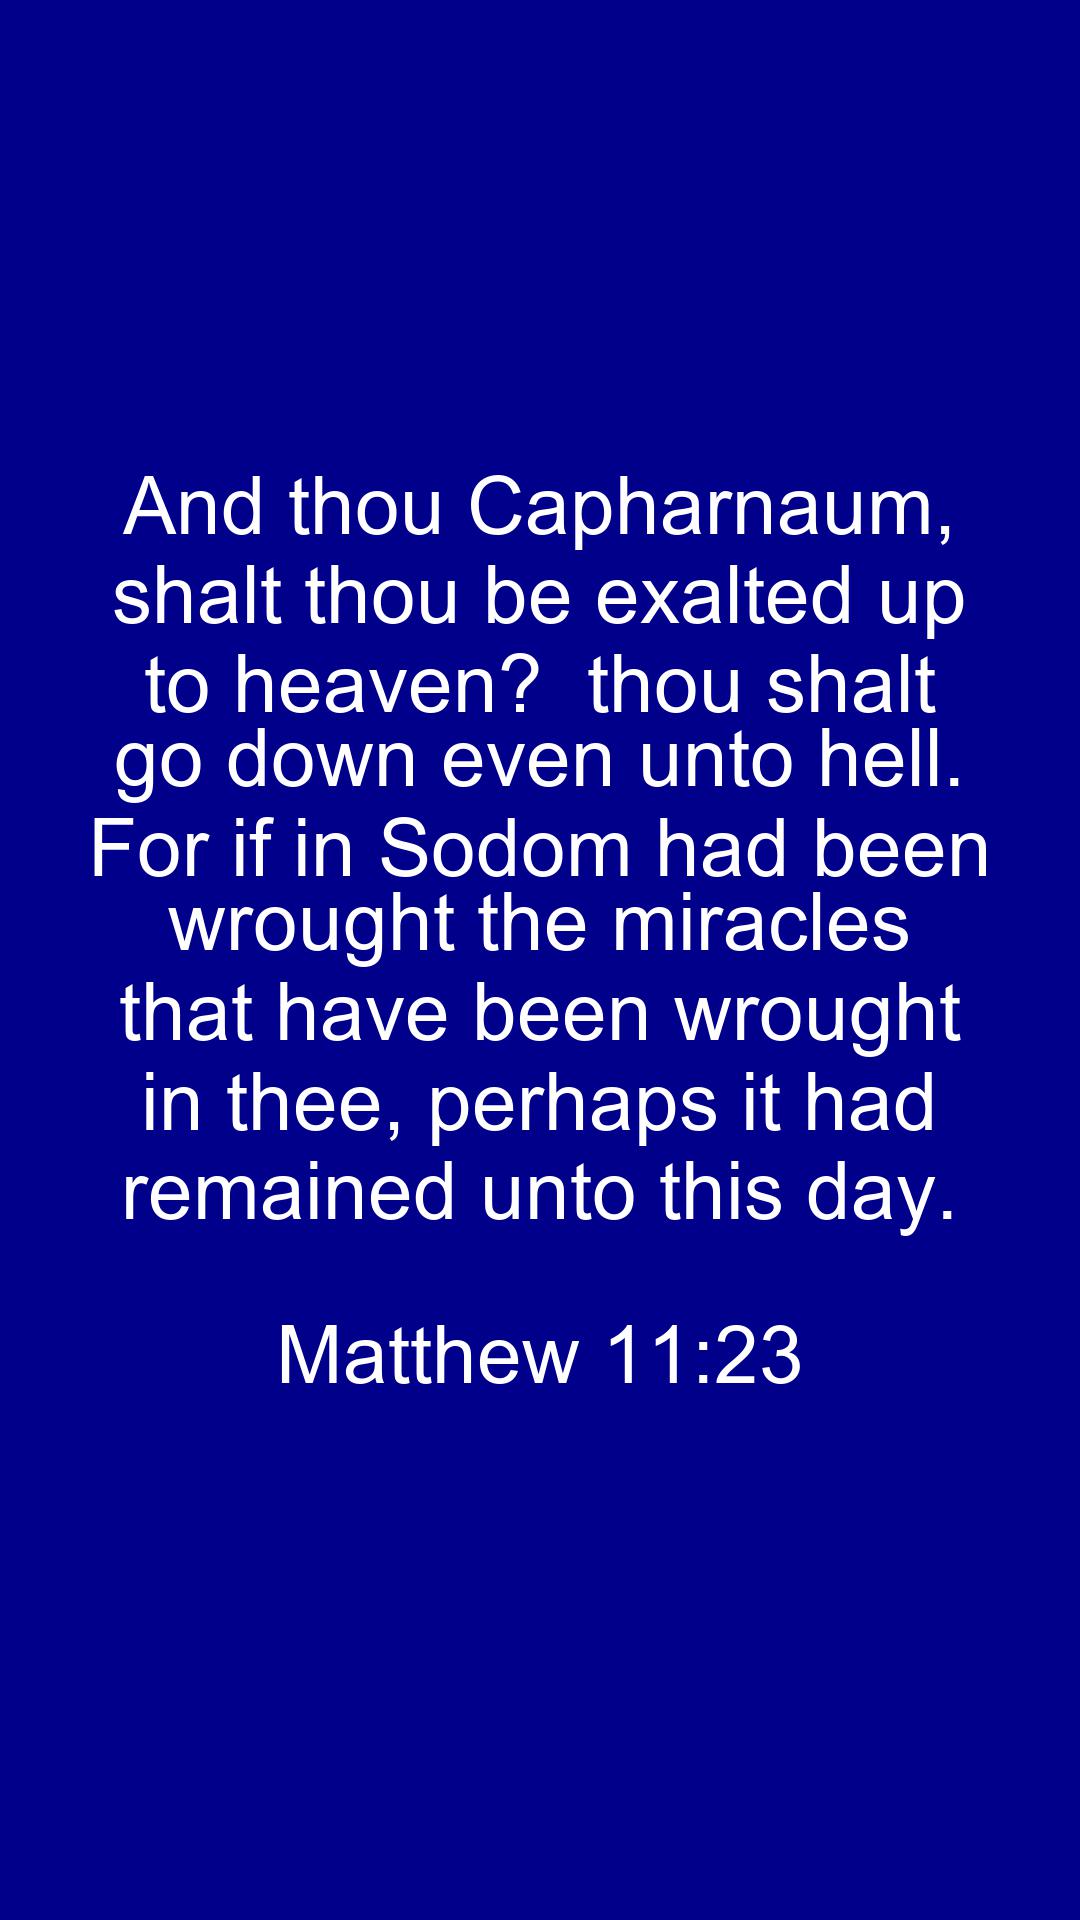 And thou Capharnaum,
shalt thou be exalted up
to heaven?  thou shalt
go down even unto hell.
For if in Sodom had been
wrought the miracles
that have been wrought
in thee, perhaps it had
remained unto this day.
Matthew 11:23